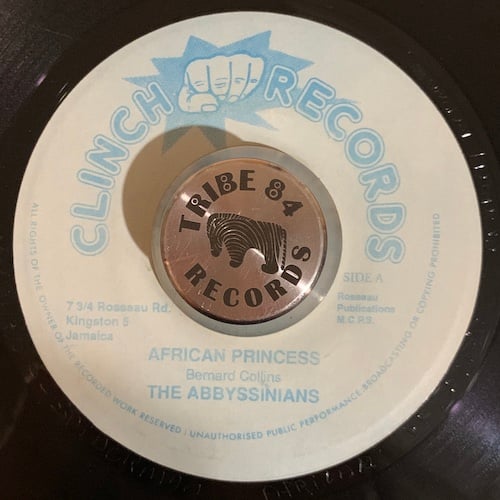 CLINCH RECORDS
TRIBE 84
RECORDS
SIDE A
7 3/4 Rosseau Rd.
Kingston 5
Jamaica
Rosseau
Publications
M.C.P.S.
AFRICAN PRINCESS
Bernard Collins
THE ABBYSSINIANS
ALL RIGHTS OF THE OWNER OF THE RECORDED WORK RESERVED / UNAUTHORISED PUBLIC PERFORMANCE, BROADCASTING OR COPYING PROHIBITED